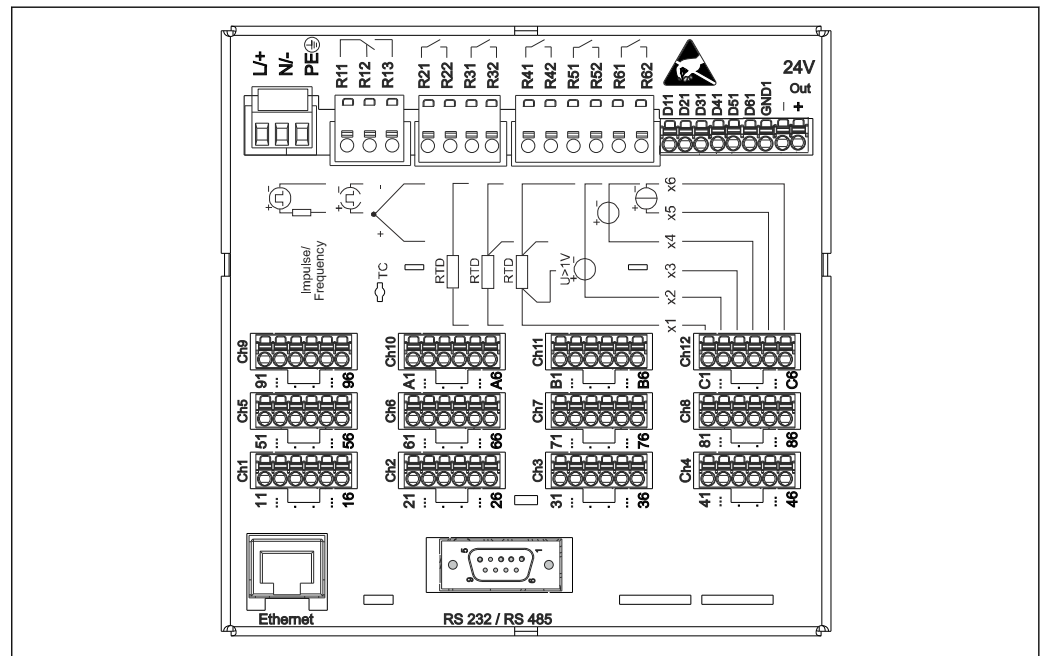 L/+ N/- PE
R11 R12 R13
R21 R22 R31 R32
R41 R42 R51 R52 R61 R62
24V
Out
D11 D21 D31 D41 D51 D61 GND1 - +
- + - + - +
Impulse/
Frequency
TC
RTD RTD RTD
U>1V
- + - + - +
x6
x5
x4
x3
x2
x1
Ch9 91 ... . . ... 96
Ch10 A1 ... . . ... A6
Ch11 B1 ... . . ... B6
Ch12 C1 ... . . ... C6
Ch5 51 ... . . ... 56
Ch6 61 ... . . ... 66
Ch7 71 ... . . ... 76
Ch8 81 ... . . ... 86
Ch1 11 ... . . ... 16
Ch2 21 ... . . ... 26
Ch3 31 ... . . ... 36
Ch4 41 ... . . ... 46
5 1
9 6
Ethernet
RS 232 / RS 485